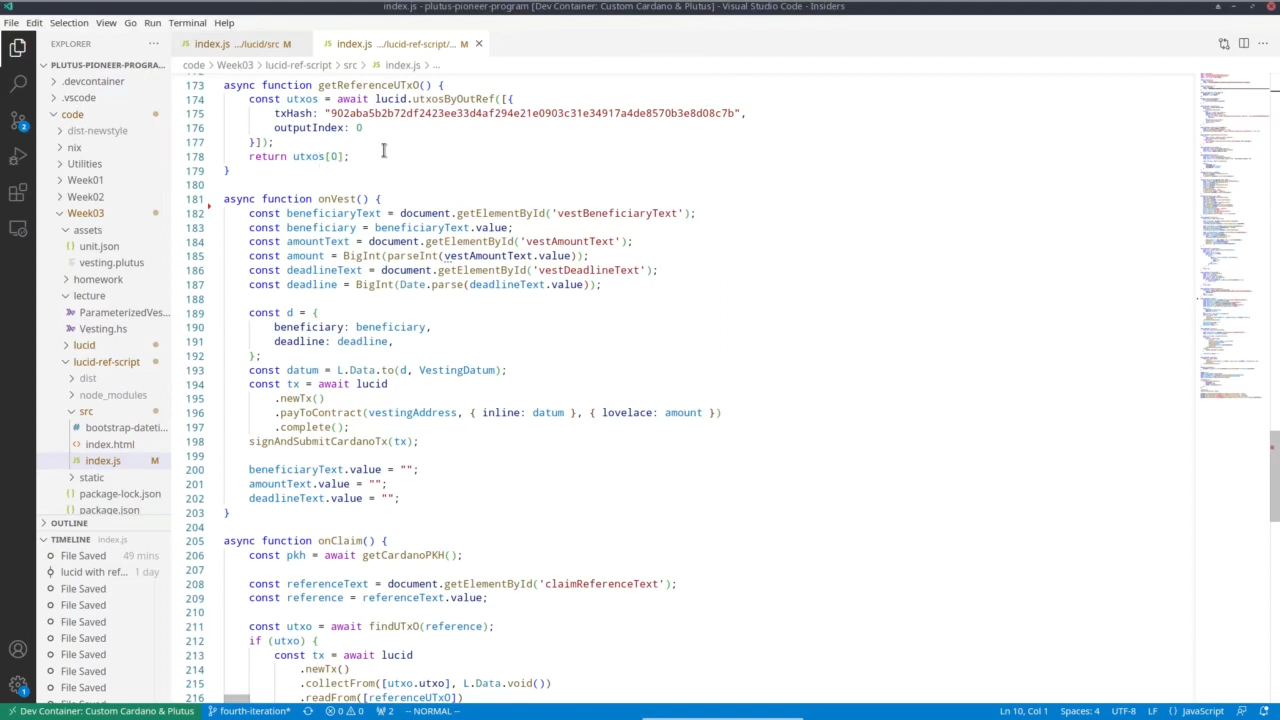 index.js - plutus-pioneer-program [Dev Container: Custom Cardano & Plutus] - Visual Studio Code - Insiders
File Edit Selection View Go Run Terminal Help
EXPLORER
index.js .../lucid/src M
index.js .../lucid-ref-script/... M
code > Week03 > lucid-ref-script > src > index.js > ...
PLUTUS-PIONEER-PROGRA...
.devcontainer
.vscode
code
dist-newstyle
nix
Utilities
Week01
Week02
Week03
assets
unit.json
vesting.plutus
homework
lecture
ParameterizedVes...
Vesting.hs
lucid
lucid-ref-script
dist
node_modules
src
bootstrap-dateti...
index.html
index.js M
static
package-lock.json
package.json
OUTLINE
TIMELINE index.js
File Saved 49 mins
lucid with ref... 1 day
File Saved
File Saved
File Saved
File Saved
File Saved
File Saved
File Saved
173 async function getReferenceUTxO() {
174 const utxos = await lucid.utxosByOutRef([{
175 txHash:
176 outputIndex: 0
177 }]);
178 return utxos[0];
179 }
180
181 async function onVest() {
182 const beneficiaryText = document.getElementById('vestBeneficiaryText');
183 const beneficiary = beneficiaryText.value;
184 const amountText = document.getElementById('vestAmountText');
185 const amount = BigInt(parseInt(vestAmountText.value));
186 const deadlineText = document.getElementById('vestDeadlineText');
187 const deadline = BigInt(Date.parse(deadlineText.value));
188
189 const d = {
190 beneficiary: beneficiary,
191 deadline: deadline,
192 };
193 const datum = L.Data.to(d, VestingDatum);
194 const tx = await lucid
195 .newTx()
196 .payToContract(vestingAddress, { inline: datum }, { lovelace: amount })
197 .complete();
198 signAndSubmitCardanoTx(tx);
199
200 beneficiaryText.value = "";
201 amountText.value = "";
202 deadlineText.value = "";
203 }
204
205 async function onClaim() {
206 const pkh = await getCardanoPKH();
207
208 const referenceText = document.getElementById('claimReferenceText');
209 const reference = referenceText.value;
210
211 const utxo = await findUTxO(reference);
212 if (utxo) {
213 const tx = await lucid
214 .newTx()
215 .collectFrom([utxo.utxo], L.Data.void())
216 .readFrom([referenceUTxO])
2
1
Dev Container: Custom Cardano & Plutus fourth-iteration* 0 0 2 -- NORMAL -- Ln 10, Col 1 Spaces: 4 UTF-8 LF { } JavaScript